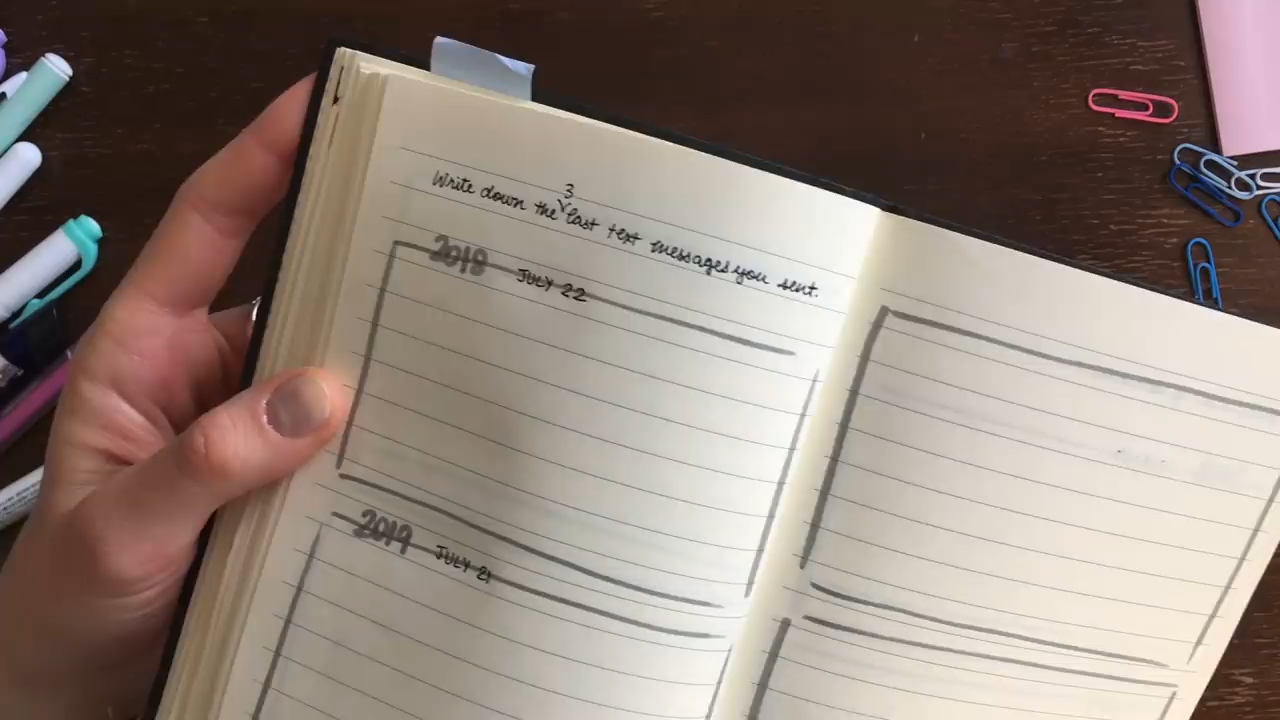 Write down the 3 last text messages you sent.
2018 JULY 22
2019 JULY 21